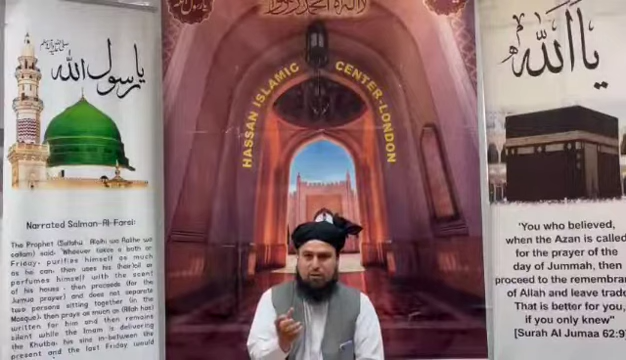 يا رسول الله
Narrated Salman-Al-Farsi:
The Prophet (Sallahu Alaihi wa Aalihe wa
sallam) said: "Whoever takes a bath on
Friday, purifies himself as much
as he can, then uses his (hair)oil or
perfumes himself with the scent
of his house; then proceeds (for the
Jumua prayer) and does not separate
two persons sitting together (in the
Mosque), then prays as much as (Allah has)
written for him and then remains
silent while the Imam is delivering
the Khutba, his sins in-between the
present and the last Friday would
HASSAN ISLAMIC CENTER-LONDON
يا الله
'You who believed,
when the Azan is called
for the prayer of the
day of Jummah, then
proceed to the remembran
of Allah and leave trade
That is better for you,
if you only knew"
[Surah Al Jumaa 62:9